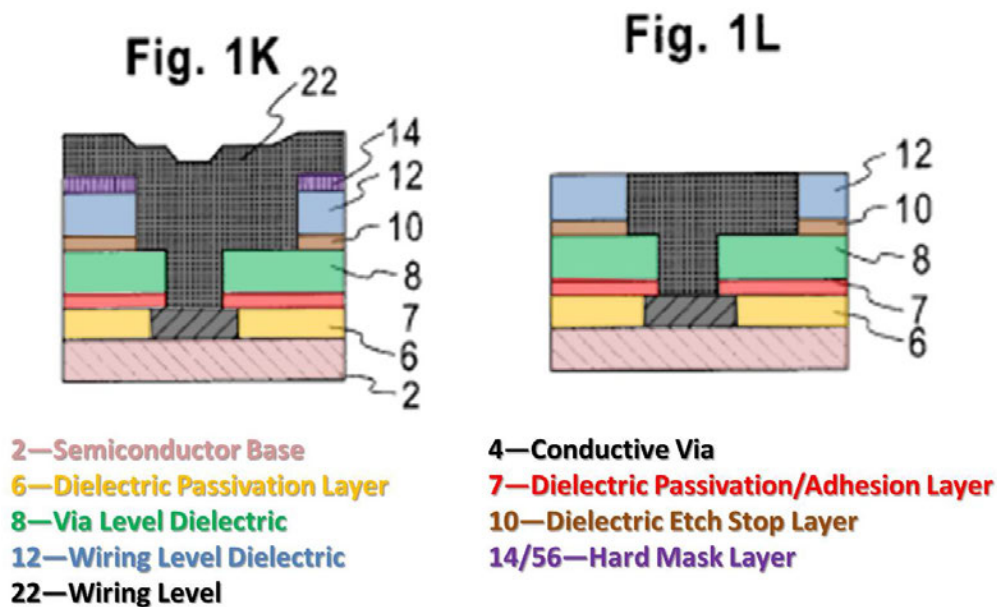 Fig. 1K
22
14
12
10
8
7
6
2
Fig. 1L
12
10
8
7
6
2—Semiconductor Base
4—Conductive Via
6—Dielectric Passivation Layer
7—Dielectric Passivation/Adhesion Layer
8—Via Level Dielectric
10—Dielectric Etch Stop Layer
12—Wiring Level Dielectric
14/56—Hard Mask Layer
22—Wiring Level